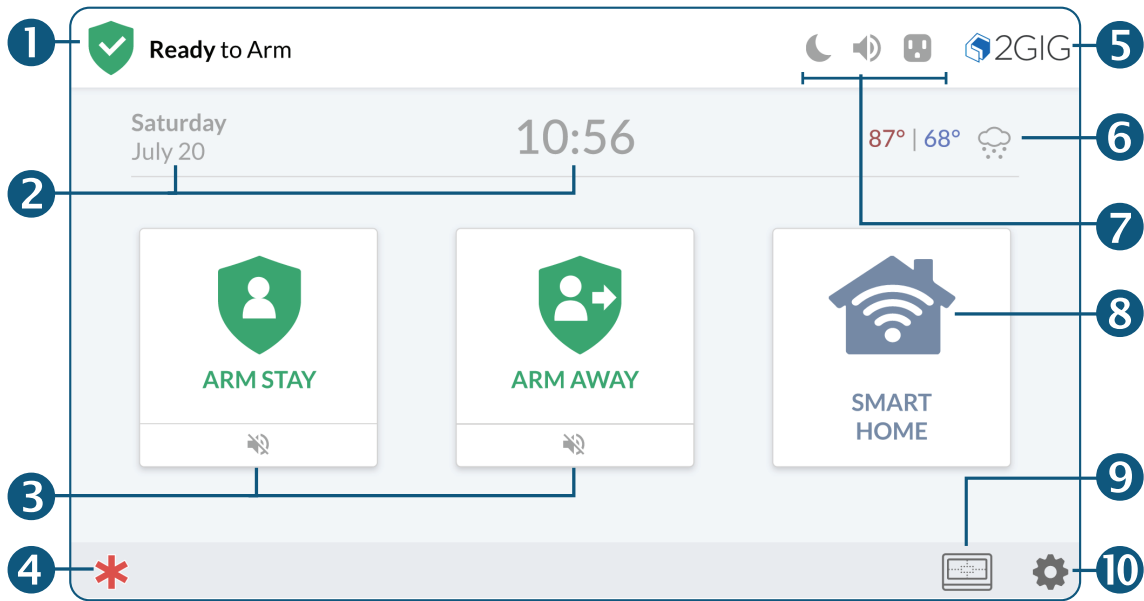 1
Ready to Arm
2GIG
5
Saturday
July 20
10:56
87° | 68°
6
2
7
8
ARM STAY
ARM AWAY
SMART
HOME
3
9
4
10